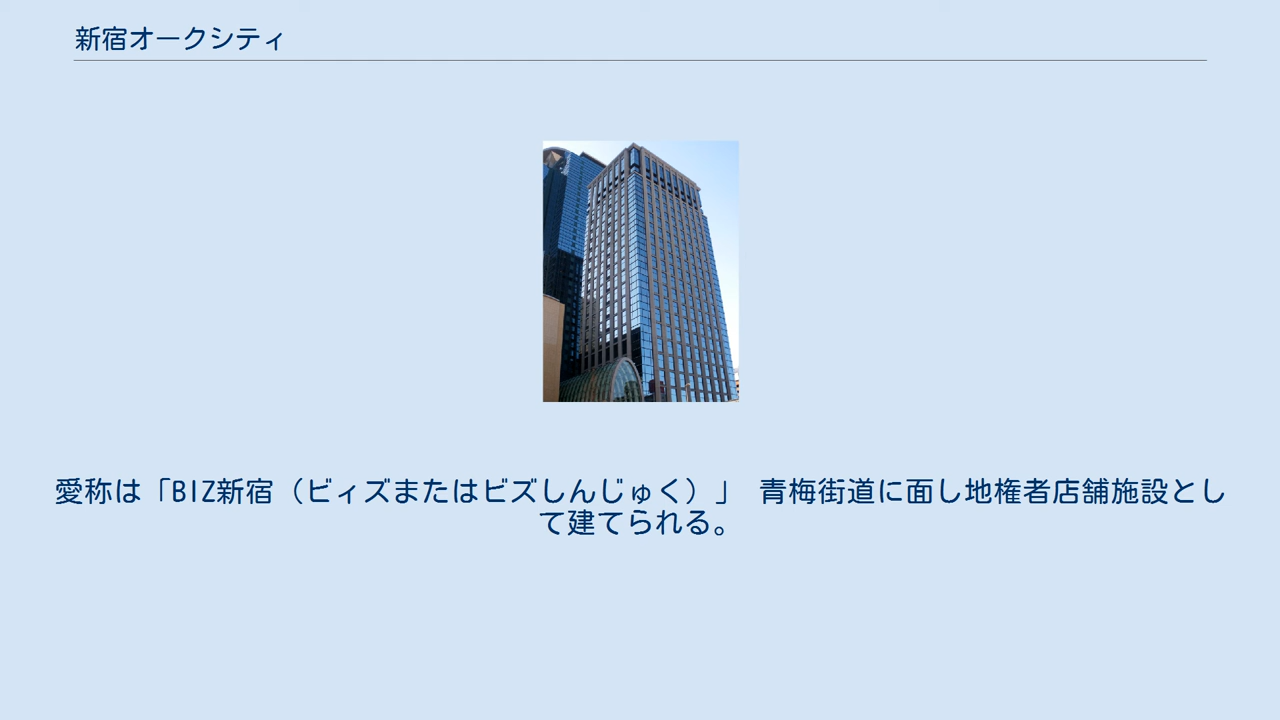 新宿オークシティ
愛称は「BIZ新宿（ビィズまたはビズしんじゅく）」 青梅街道に面し地権者店舗施設とし
て建てられる。